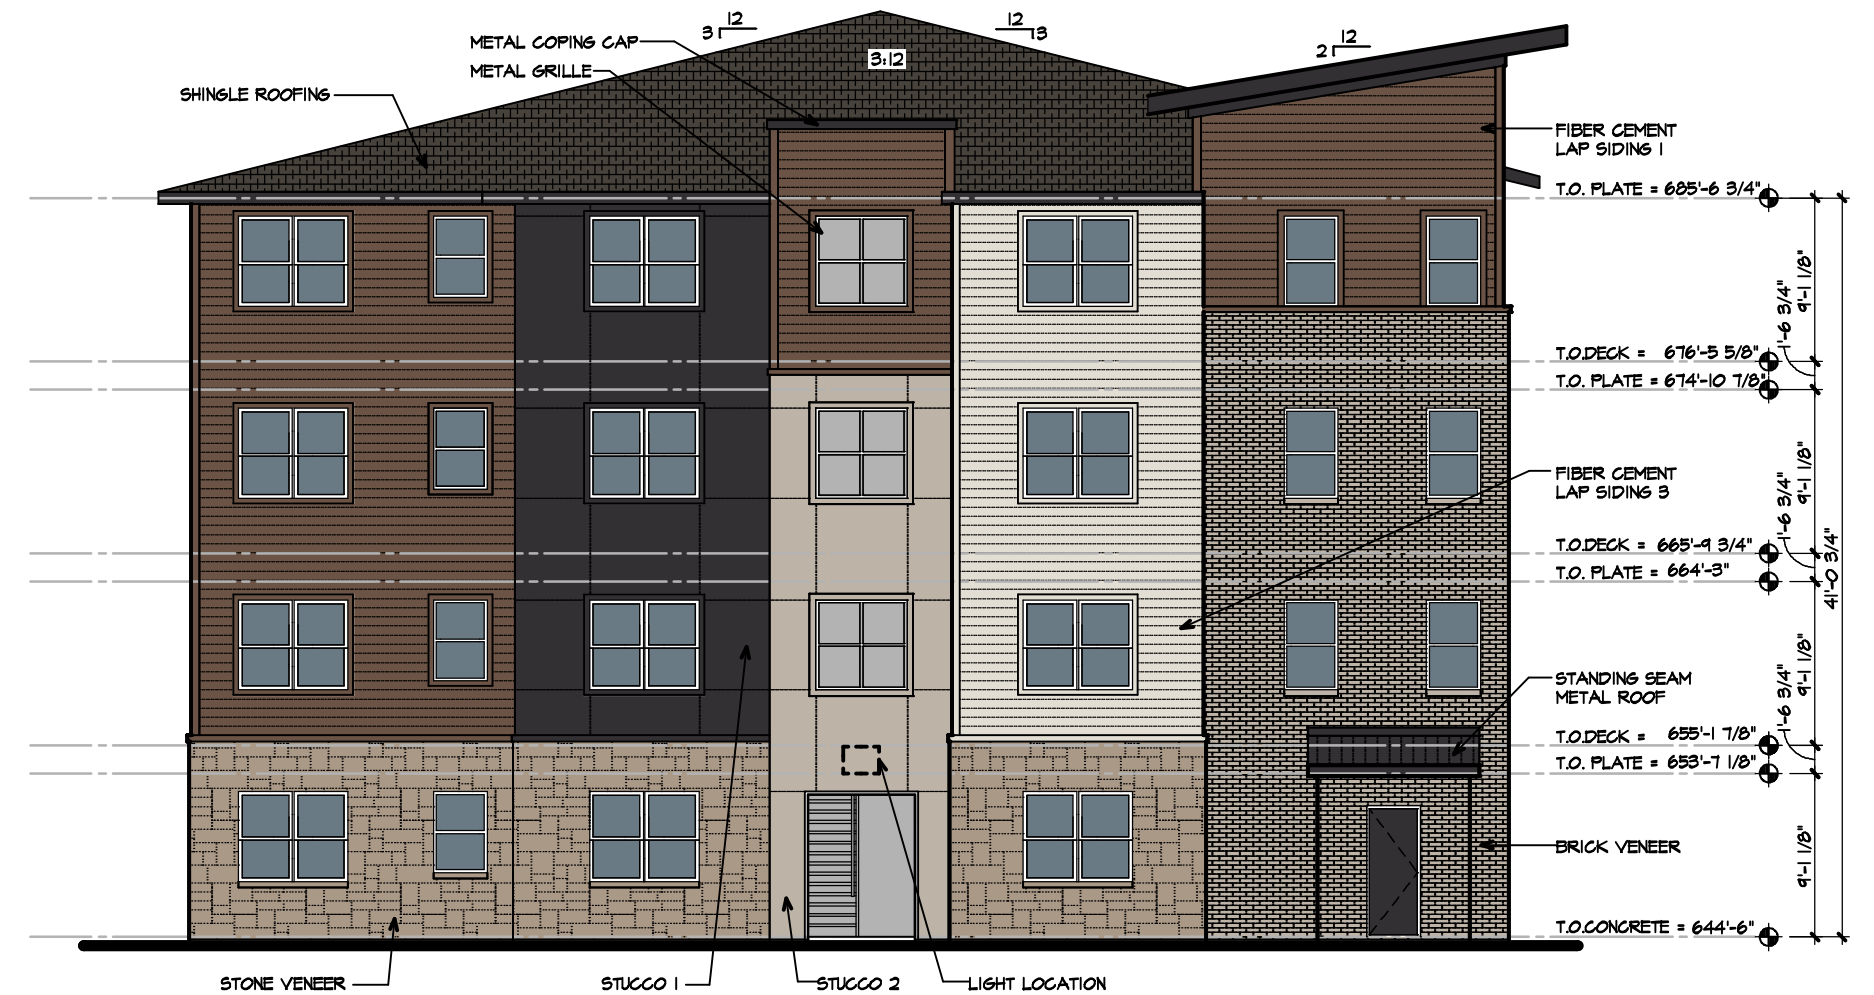 12
3
12
3
12
2
METAL COPING CAP
3:12
METAL GRILLE
SHINGLE ROOFING
FIBER CEMENT
LAP SIDING 1
T.O. PLATE = 685'-6 3/4"
9'-1 1/8"
1'-6 3/4"
T.O.DECK = 676'-5 5/8"
T.O. PLATE = 674'-10 7/8"
FIBER CEMENT
LAP SIDING 3
9'-1 1/8"
1'-6 3/4"
T.O.DECK = 665'-9 3/4"
T.O. PLATE = 664'-3"
41'-0 3/4"
STANDING SEAM
METAL ROOF
9'-1 1/8"
1'-6 3/4"
T.O.DECK = 655'-1 7/8"
T.O. PLATE = 653'-7 1/8"
BRICK VENEER
9'-1 1/8"
T.O.CONCRETE = 644'-6"
STONE VENEER
STUCCO 1
STUCCO 2
LIGHT LOCATION